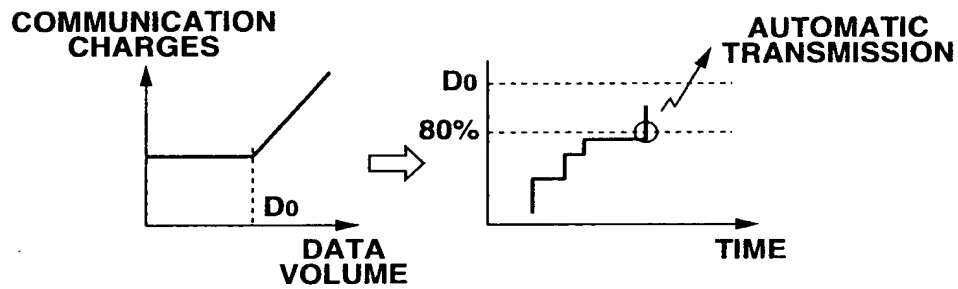 COMMUNICATION
CHARGES
D0
DATA
VOLUME
AUTOMATIC
TRANSMISSION
D0
80%
TIME